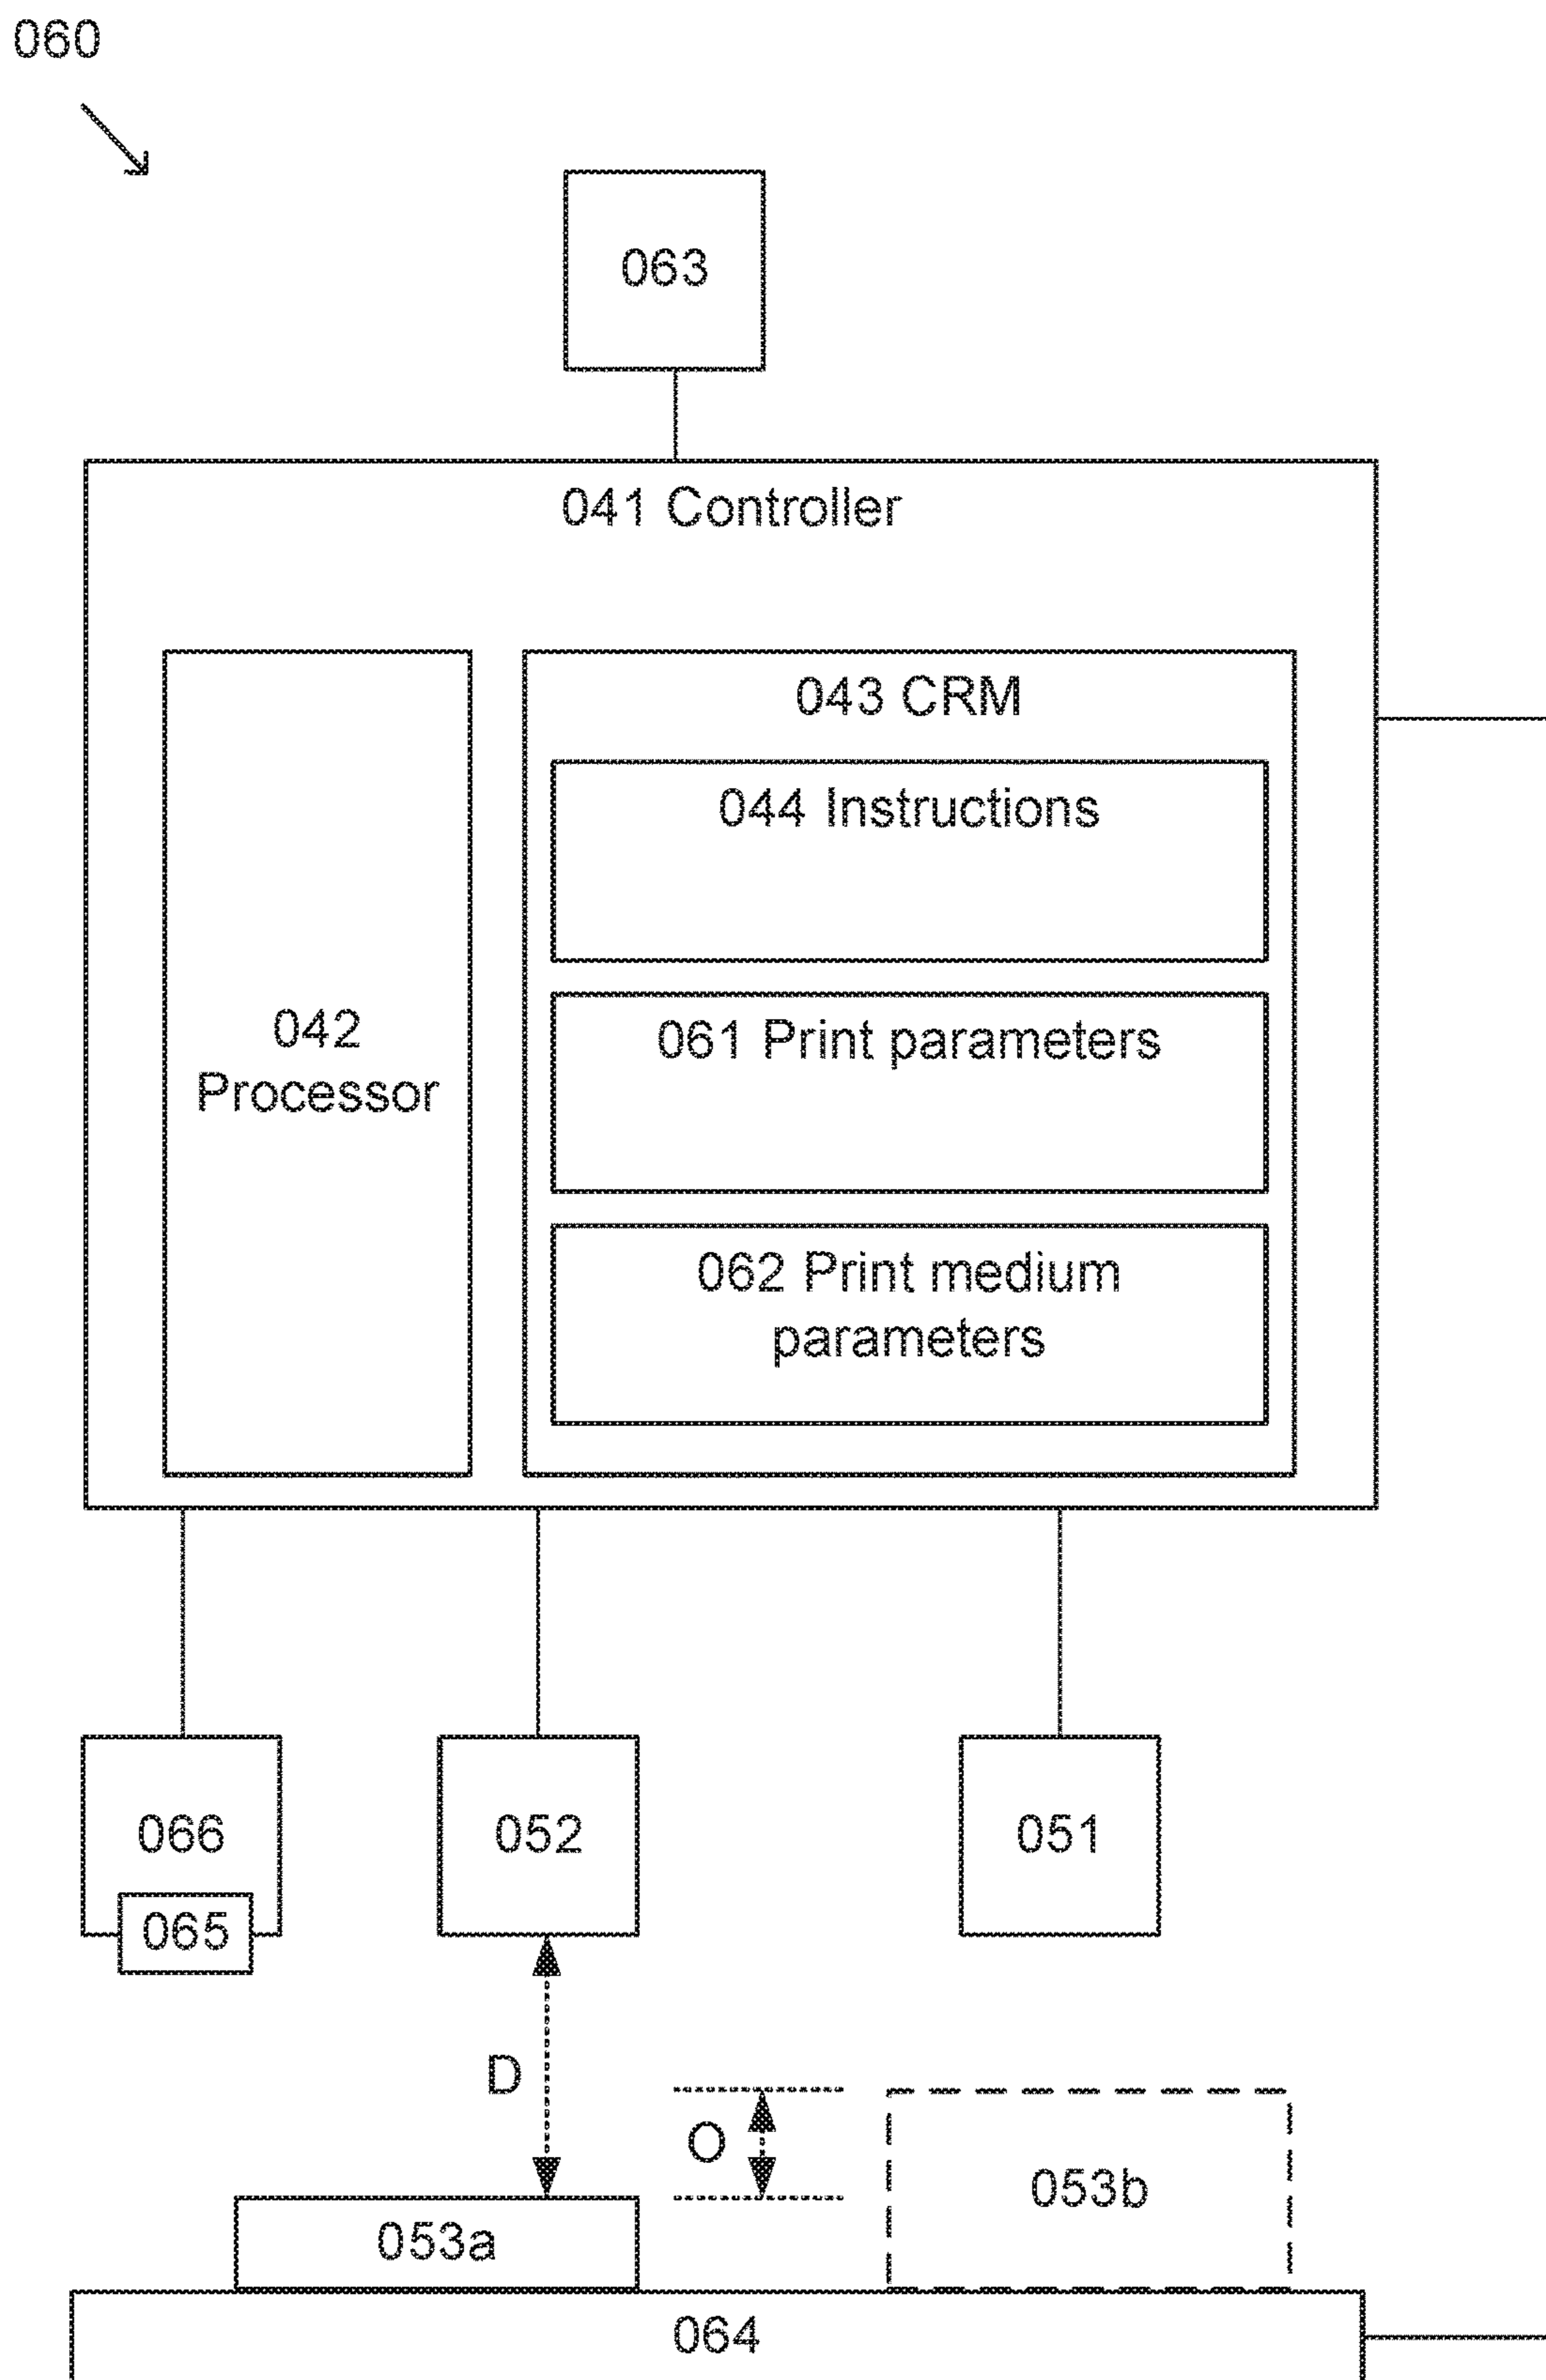 060
063
041 Controller
043 CRM
044 Instructions
042
Processor
061 Print parameters
062 Print medium
parameters
066
052
051
065
D
O
053b
053a
064